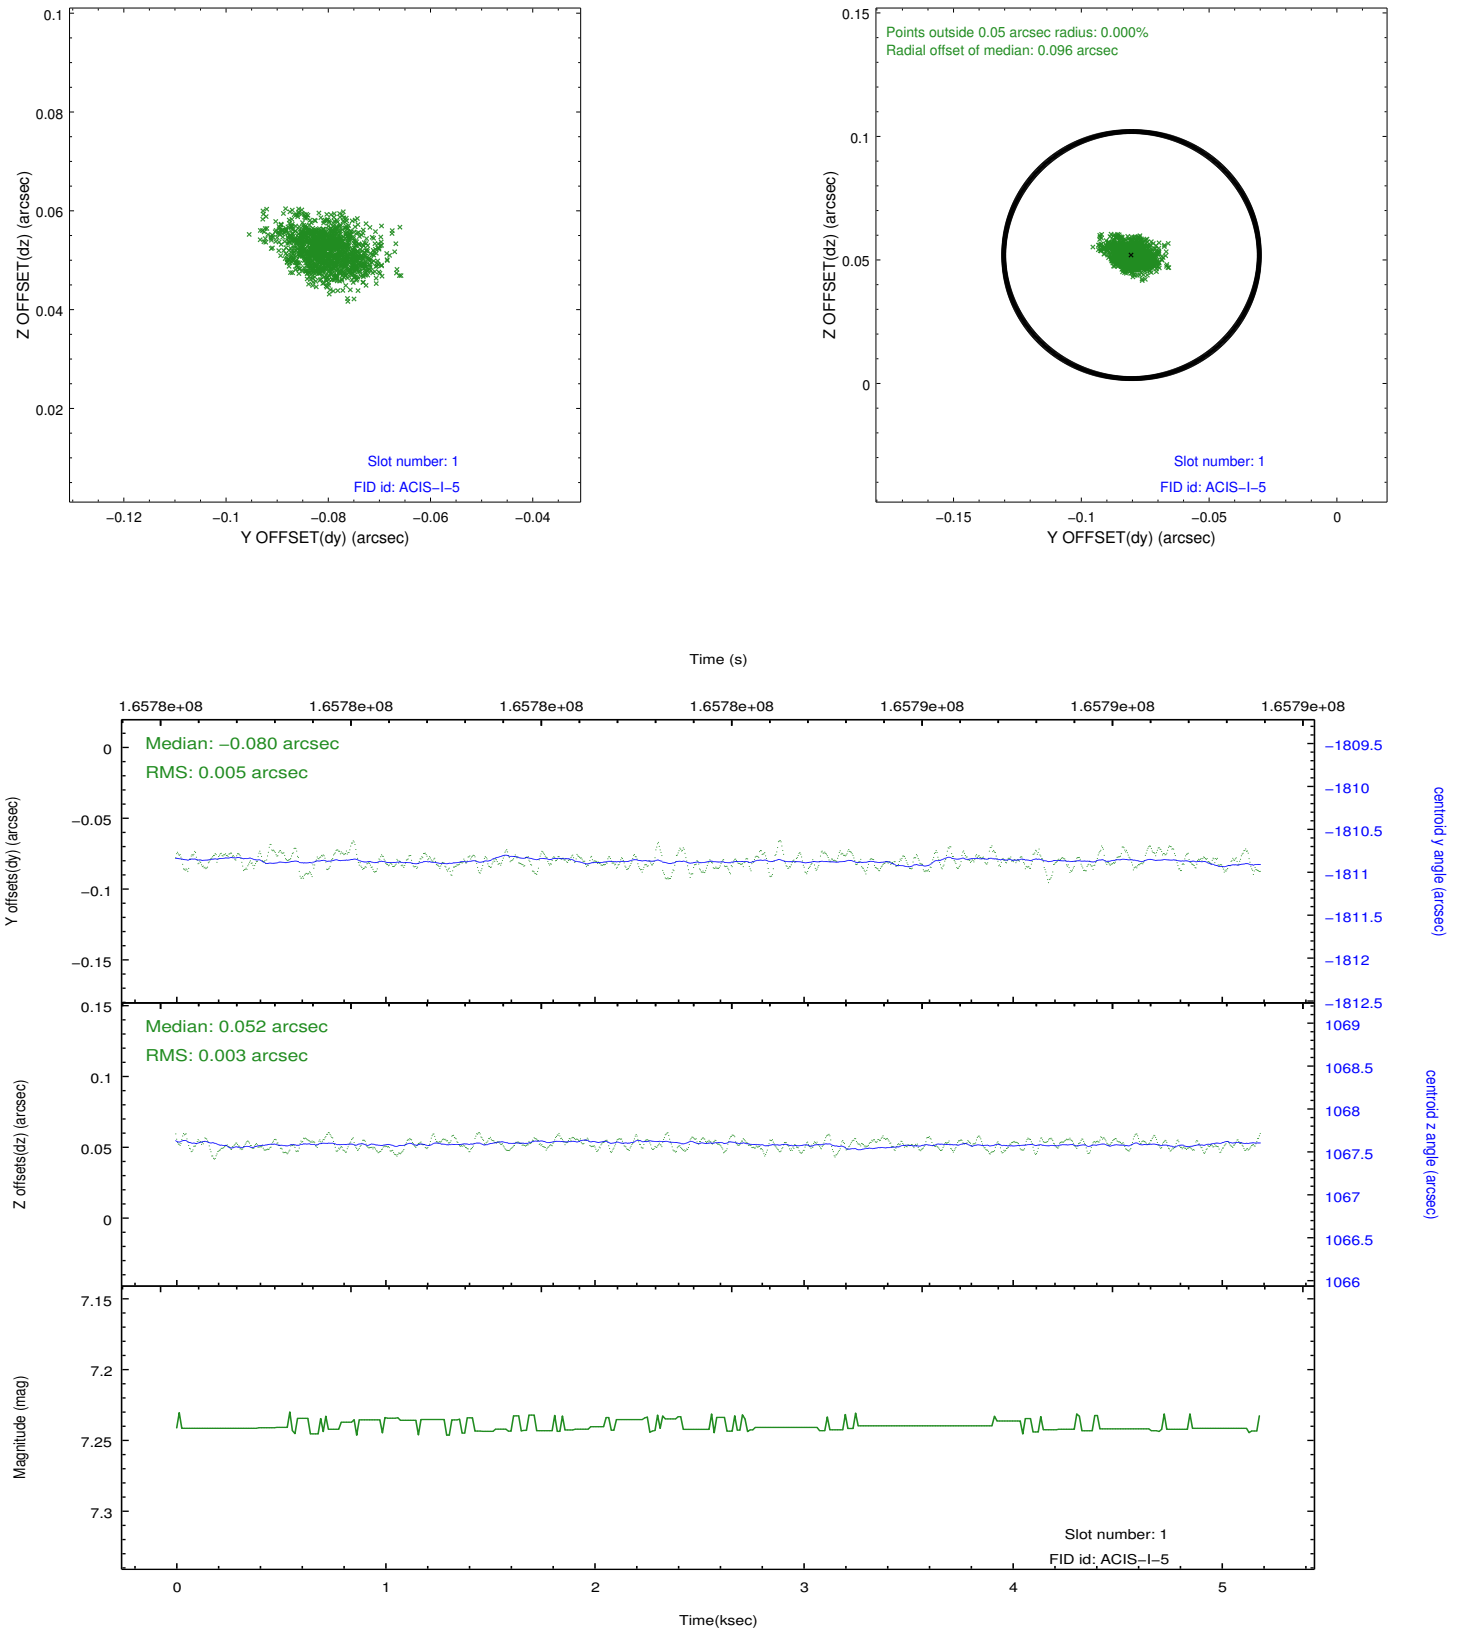 0.1
0.08
0.06
0.04
0.02
Z OFFSET(dz) (arcsec)
Slot number: 1
FID id: ACIS−I−5
−0.12 −0.1 −0.08 −0.06 −0.04
Y OFFSET(dy) (arcsec)
0.15
0.1
0.05
0
Z OFFSET(dz) (arcsec)
Points outside 0.05 arcsec radius: 0.000%
Radial offset of median: 0.096 arcsec
Slot number: 1
FID id: ACIS−I−5
−0.15 −0.1 −0.05 0
Y OFFSET(dy) (arcsec)
Time (s)
1.6578e+08 1.6578e+08 1.6578e+08 1.6578e+08 1.6579e+08 1.6579e+08 1.6579e+08
Median: −0.080 arcsec
RMS: 0.005 arcsec
0
−0.05
−0.1
−0.15
Y offsets(dy) (arcsec)
−1809.5
−1810
−1810.5
−1811
−1811.5
−1812
−1812.5
centroid y angle (arcsec)
Median: 0.052 arcsec
RMS: 0.003 arcsec
0.15
0.1
0.05
0
Z offsets(dz) (arcsec)
1069
1068.5
1068
1067.5
1067
1066.5
1066
centroid z angle (arcsec)
7.15
7.2
7.25
7.3
Magnitude (mag)
Slot number: 1
FID id: ACIS−I−5
0 1 2 3 4 5
Time(ksec)